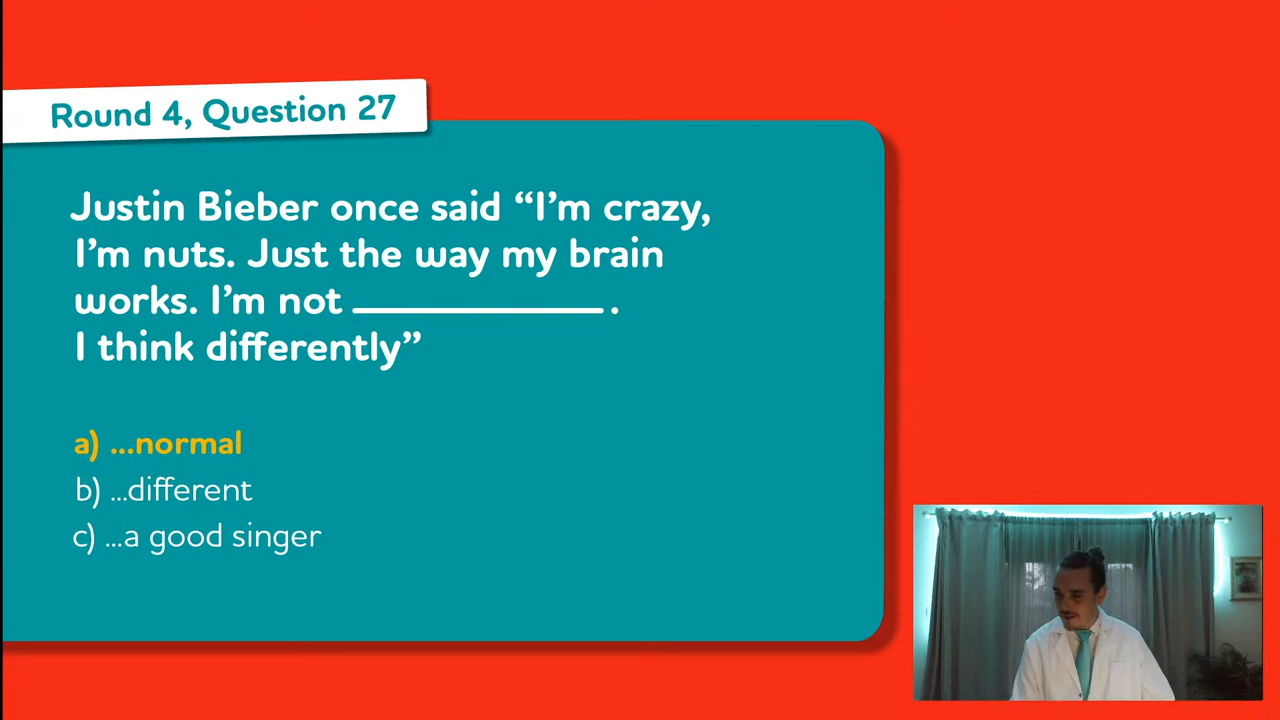 Round 4, Question 27
Justin Bieber once said “I’m crazy,
I’m nuts. Just the way my brain
works. I’m not ____________.
I think differently”
a) ...normal
b) ...different
c) ...a good singer